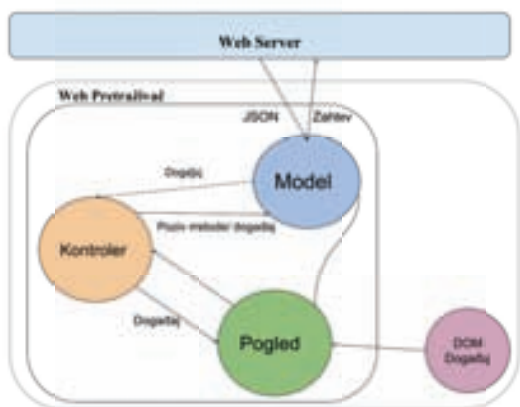 Web Server
Web Pretraživač
JSON
Zahtev
Model
Događaj
Poziv metode/ događaj
Kontroler
Događaj
Pogled
DOM
Događaj